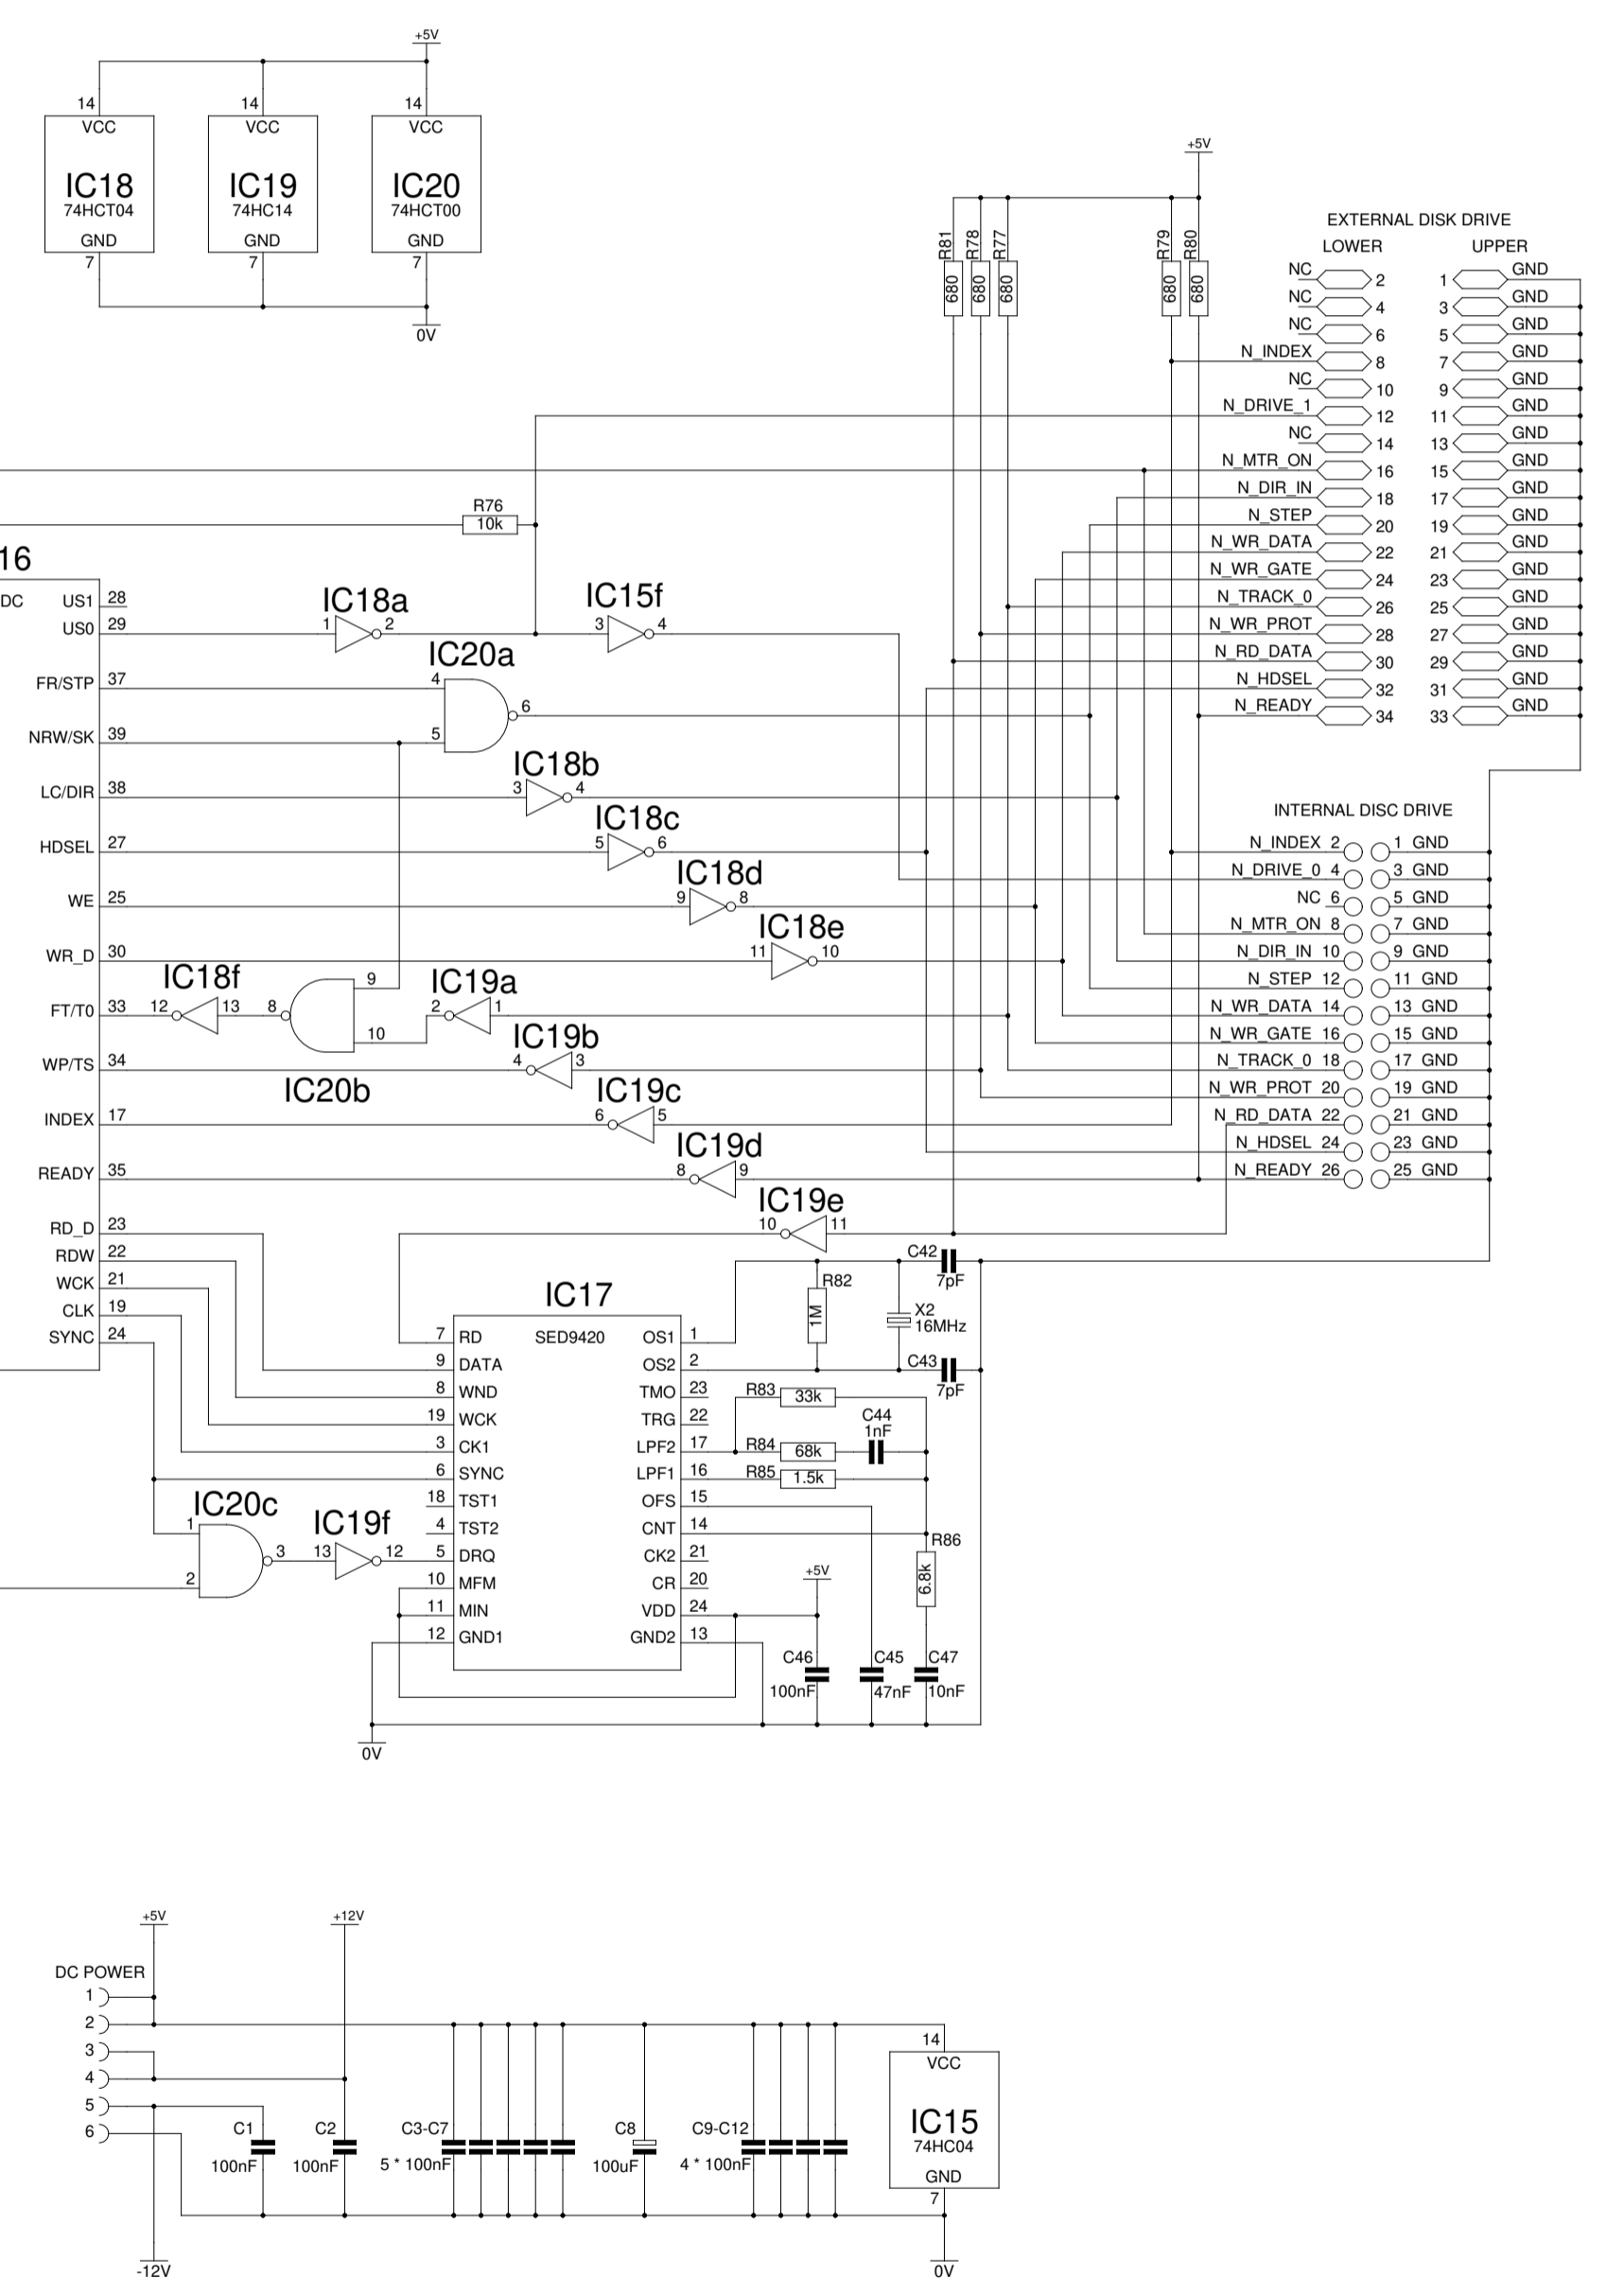 +5V
14 14 14
VCC VCC VCC
IC18 IC19 IC20
74HCT04 74HC14 74HCT00
GND GND GND
7 7 7
0V
+5V
R81 R78 R77 R79 R80
680 680 680 680 680
EXTERNAL DISK DRIVE
LOWER UPPER
NC 2 1 GND
NC 4 3 GND
NC 6 5 GND
N_INDEX 8 7 GND
NC 10 9 GND
N_DRIVE_1 12 11 GND
NC 14 13 GND
N_MTR_ON 16 15 GND
N_DIR_IN 18 17 GND
N_STEP 20 19 GND
N_WR_DATA 22 21 GND
N_WR_GATE 24 23 GND
N_TRACK_0 26 25 GND
N_WR_PROT 28 27 GND
N_RD_DATA 30 29 GND
N_HDSEL 32 31 GND
N_READY 34 33 GND
R76
10k
16
DC US1 28
US0 29
IC18a
1 2
IC15f
3 4
IC20a
FR/STP 37 4
6
NRW/SK 39 5
IC18b
LC/DIR 38 3 4
IC18c
HDSEL 27 5 6
IC18d
WE 25 9 8
IC18e
WR_D 30 11 10
IC18f 9 IC19a
FT/T0 33 12 13 8 2 1
10
IC19b
WP/TS 34 4 3
IC20b
IC19c
INDEX 17 6 5
IC19d
READY 35 8 9
IC19e
10 11
INTERNAL DISC DRIVE
N_INDEX 2 1 GND
N_DRIVE_0 4 3 GND
NC 6 5 GND
N_MTR_ON 8 7 GND
N_DIR_IN 10 9 GND
N_STEP 12 11 GND
N_WR_DATA 14 13 GND
N_WR_GATE 16 15 GND
N_TRACK_0 18 17 GND
N_WR_PROT 20 19 GND
N_RD_DATA 22 21 GND
N_HDSEL 24 23 GND
N_READY 26 25 GND
RD_D 23
RDW 22
WCK 21
CLK 19
SYNC 24
IC17
SED9420
7 RD OS1 1
9 DATA OS2 2
8 WND TMO 23
19 WCK TRG 22
3 CK1 LPF2 17
6 SYNC LPF1 16
18 TST1 OFS 15
4 TST2 CNT 14
5 DRQ CK2 21
10 MFM CR 20
11 MIN VDD 24
12 GND1 GND2 13
C42
7pF
R82
1M
X2
16MHz
C43
7pF
R83 33k
C44
1nF
R84 68k
R85 1.5k
R86
6.8k
+5V
C46
100nF
C45
47nF
C47
10nF
IC20c
1
3
2
IC19f
13 12
0V
+5V +12V
DC POWER
1
2
3
4
5
6
C1
100nF
C2
100nF
C3-C7
5 * 100nF
C8
100uF
C9-C12
4 * 100nF
14
VCC
IC15
74HC04
GND
7
-12V
0V